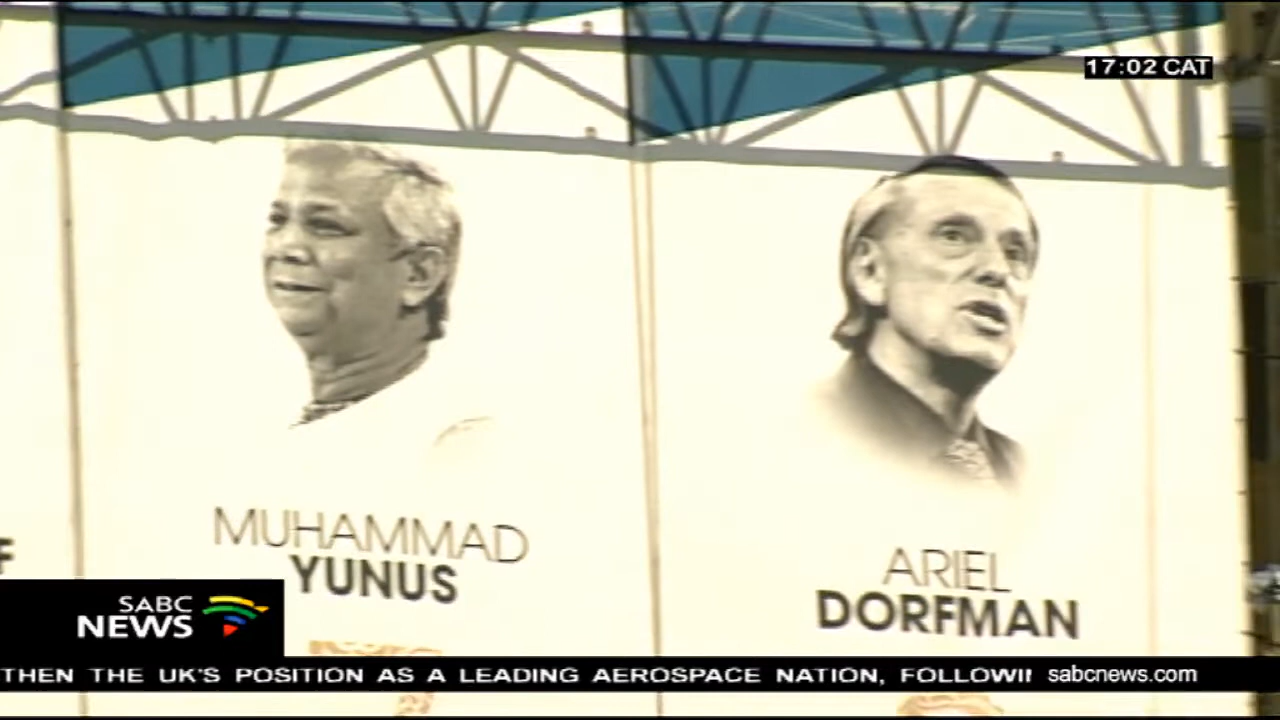 17:02 CAT
MUHAMMAD
YUNUS
ARIEL
DORFMAN
F
SABC
NEWS
THEN THE UK'S POSITION AS A LEADING AEROSPACE NATION, FOLLOWI
sabcnews.com